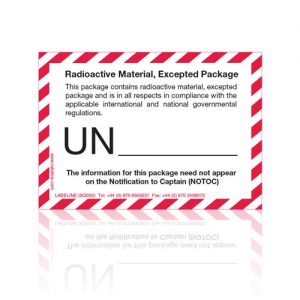 Radioactive Material, Excepted Package
This package contains radioactive material, excepted
package and is in all respects in compliance with the
applicable international and national governmental
regulations.
UN
The information for this package need not appear
on the Notification to Captain (NOTOC)